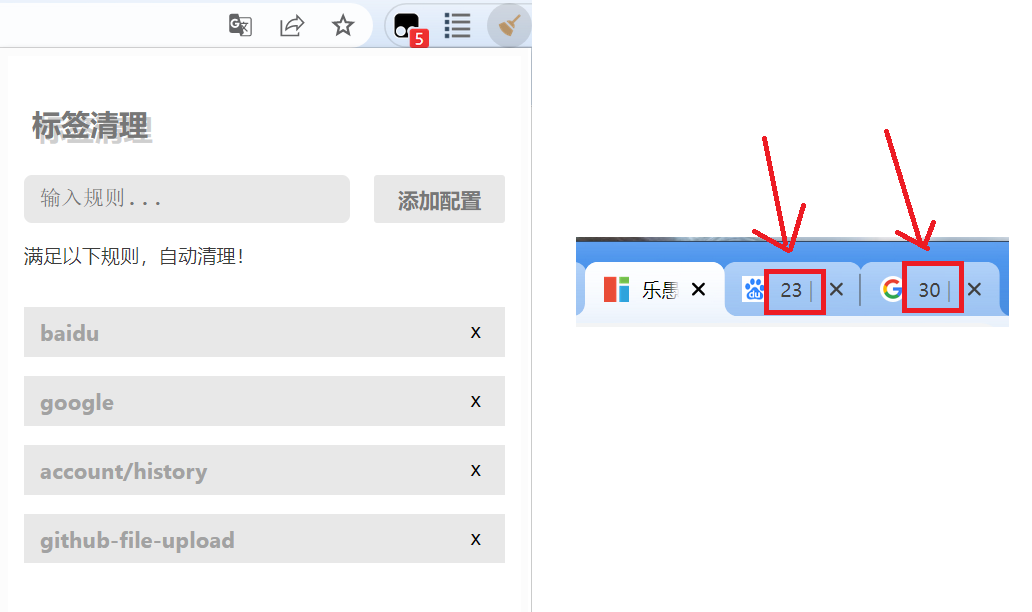 5
标签清理
输入规则...
添加配置
满足以下规则，自动清理！
baidu x
google x
account/history x
github-file-upload x
乐愚
du 23 |
G 30 |